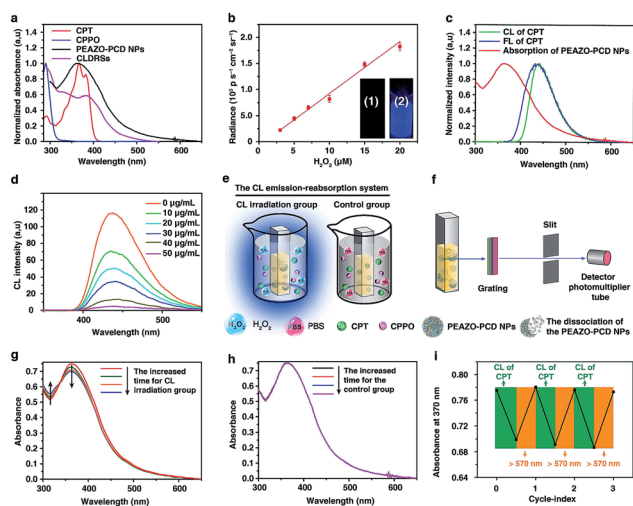 a
Normalized absorbance (a.u)
1.0
0.8
0.6
0.4
0.2
0.0
CPT
CPPO
PEAZO-PCD NPs
CLDRSs
300 400 500 600
Wavelength (nm)
b
Radiance (10⁵ p s⁻¹ cm⁻² sr⁻¹)
2.0
1.5
1.0
0.5
0.0
(1) (2)
0 5 10 15 20
H₂O₂ (μM)
c
Normalized intensity (a.u)
1.0
0.8
0.6
0.4
0.2
0.0
CL of CPT
FL of CPT
Absorption of PEAZO-PCD NPs
300 400 500 600
Wavelength (nm)
d
CL intensity (a.u)
120
100
80
60
40
20
0
0 μg/mL
10 μg/mL
20 μg/mL
30 μg/mL
40 μg/mL
50 μg/mL
400 500
Wavelength (nm)
e
The CL emission-reabsorption system
CL irradiation group Control group
f
Slit
Grating
Detector
photomultiplier
tube
H₂O₂ H₂O₂
PBS PBS
CPT
CPPO
PEAZO-PCD NPs
The dissociation
of the PEAZO-PCD NPs
g
Absorbance
0.7
0.6
0.5
0.4
0.3
0.2
0.1
0.0
The increased
time for CL
irradiation group
300 400 500 600
Wavelength (nm)
h
Absorbance
0.7
0.6
0.5
0.4
0.3
0.2
0.1
0.0
The increased
time for the
control group
300 400 500 600
Wavelength (nm)
i
Absorbance at 370 nm
0.80
0.76
0.72
0.68
0.64
CL of
CPT
CL of
CPT
CL of
CPT
> 570 nm > 570 nm > 570 nm
0 1 2 3
Cycle-index